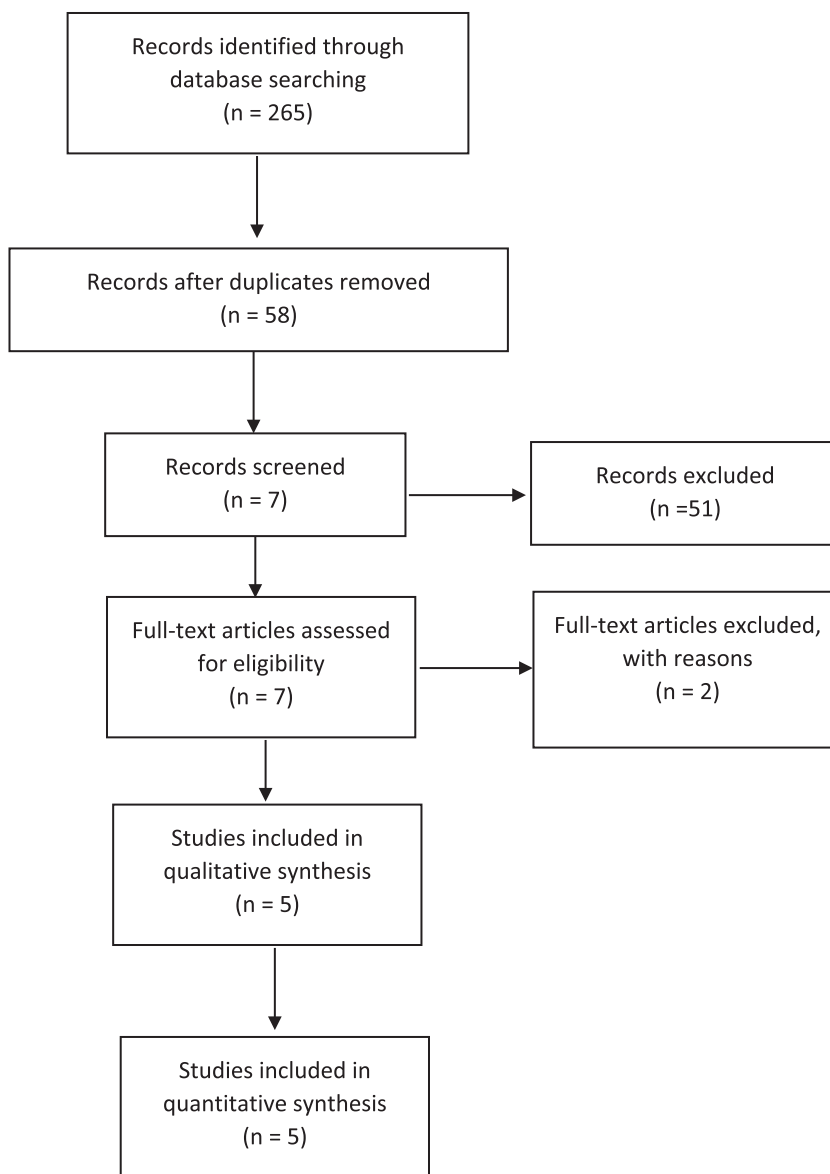 Records identified through
database searching
(n = 265)
Records after duplicates removed
(n = 58)
Records screened
(n = 7)
Records excluded
(n =51)
Full-text articles assessed
for eligibility
(n = 7)
Full-text articles excluded,
with reasons
(n = 2)
Studies included in
qualitative synthesis
(n = 5)
Studies included in
quantitative synthesis
(n = 5)